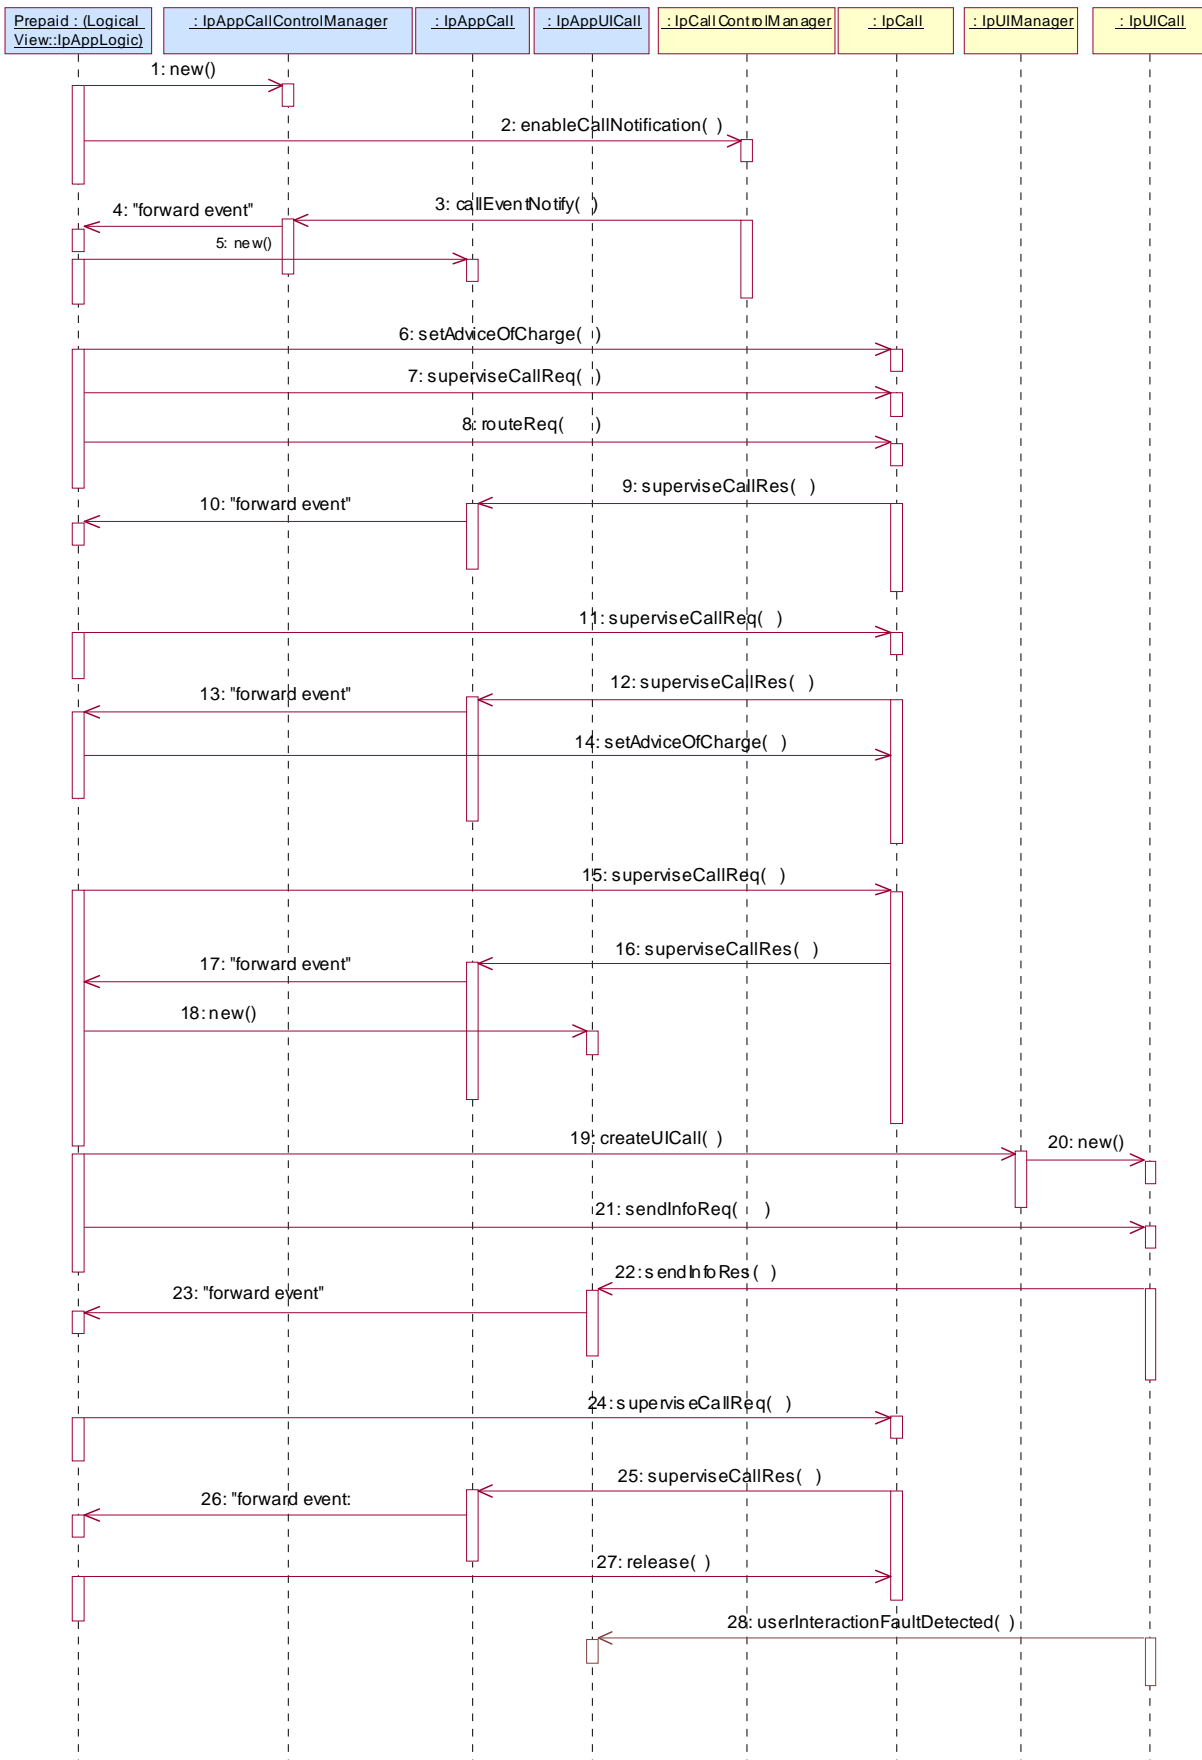 Prepaid : (Logical
View::IpAppLogic)
: IpAppCallControlManager
: IpAppCall
: IpAppUICall
: IpCallControlManager
: IpCall
: IpUIManager
: IpUICall
1: new()
2: enableCallNotification( )
3: callEventNotify( )
4: "forward event"
5: new()
6: setAdviceOfCharge( )
7: superviseCallReq( )
8: routeReq( )
9: superviseCallRes( )
10: "forward event"
11: superviseCallReq( )
12: superviseCallRes( )
13: "forward event"
14: setAdviceOfCharge( )
15: superviseCallReq( )
16: superviseCallRes( )
17: "forward event"
18: new()
19: createUICall( )
20: new()
21: sendInfoReq( )
22: sendInfoRes( )
23: "forward event"
24: superviseCallReq( )
25: superviseCallRes( )
26: "forward event:
27: release( )
28: userInteractionFaultDetected( )